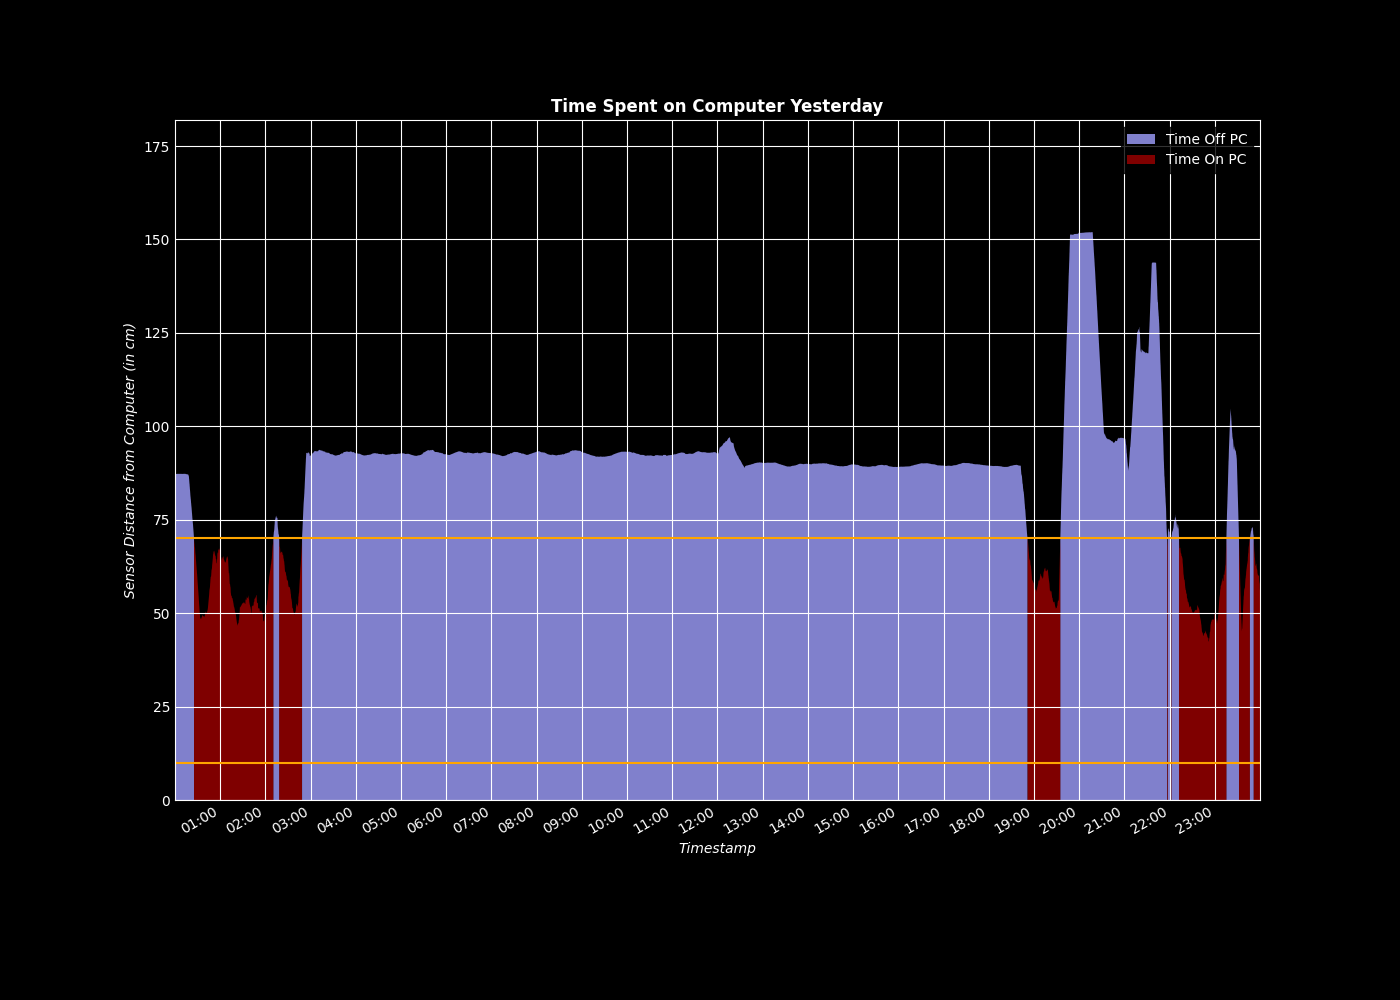 Time Spent on Computer Yesterday
Time Off PC
Time On PC
175
150
125
100
75
50
25
0
Sensor Distance from Computer (in cm)
01:00 02:00 03:00 04:00 05:00 06:00 07:00 08:00 09:00 10:00 11:00 12:00 13:00 14:00 15:00 16:00 17:00 18:00 19:00 20:00 21:00 22:00 23:00
Timestamp